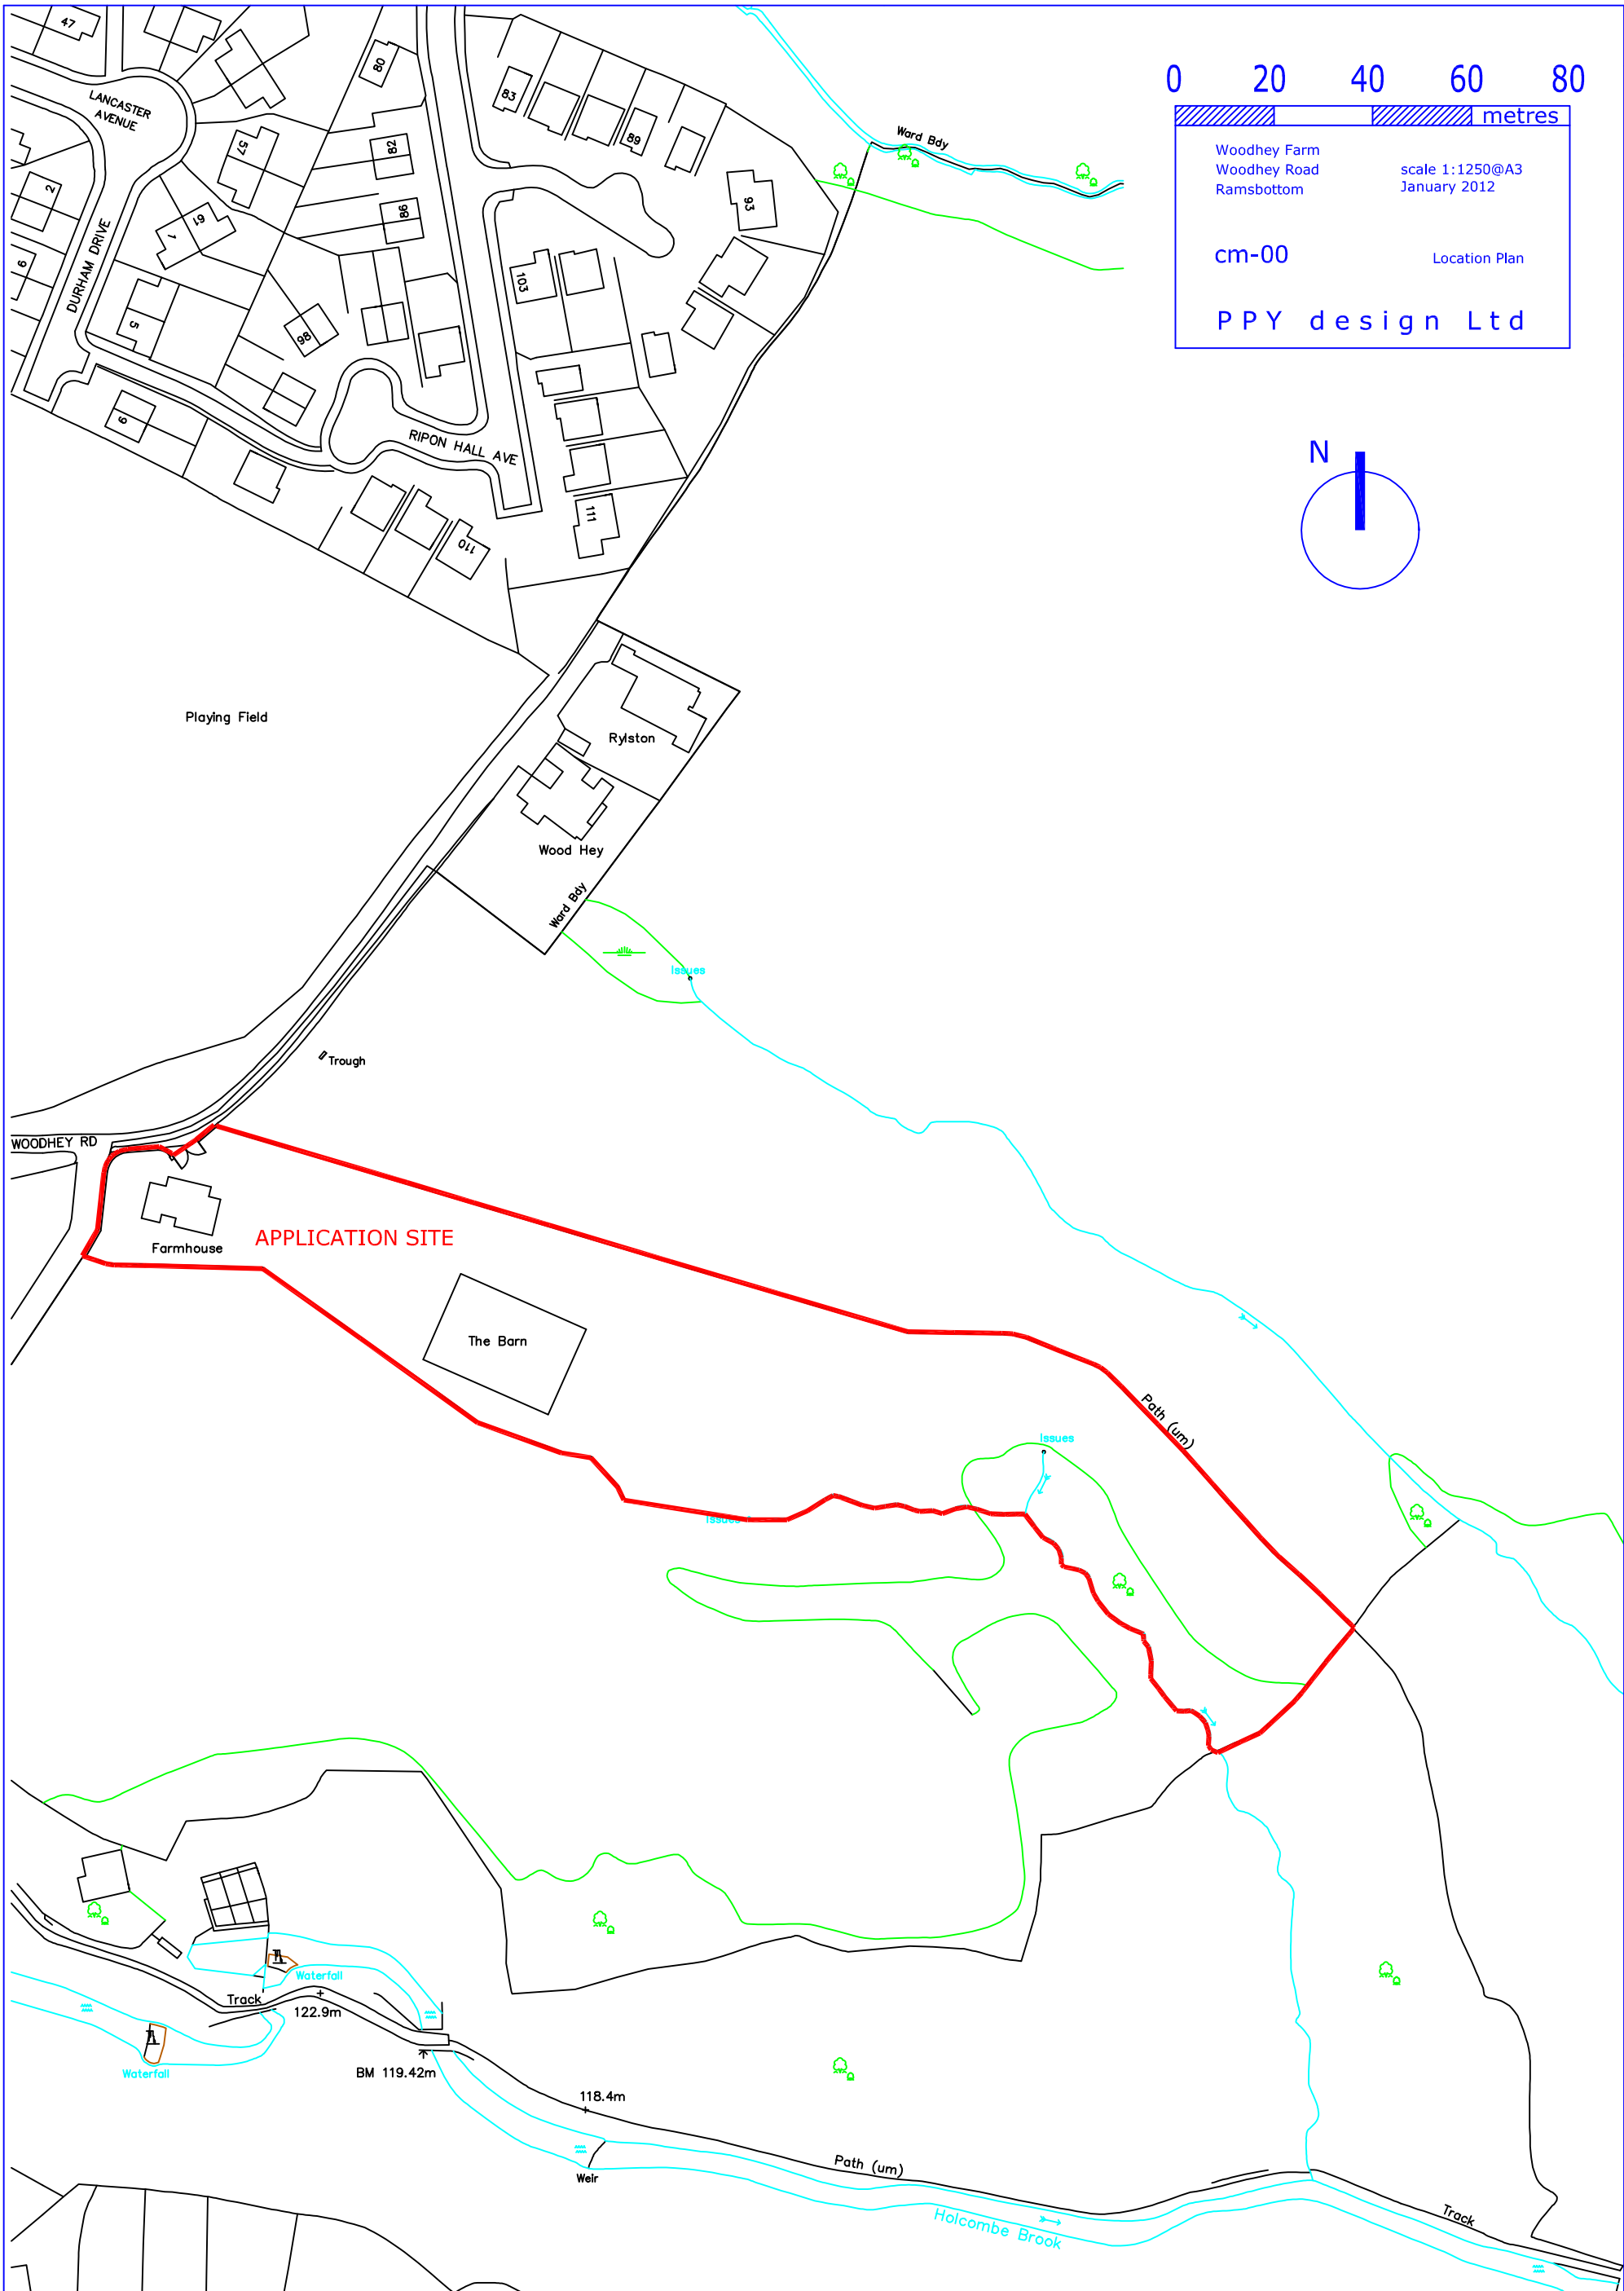 47
LANCASTER
AVENUE
80
83
89
57
82
2
93
61
1
86
DURHAM DRIVE
9
103
5
98
9
RIPON HALL AVE
111
110
Ward Bdy
0 20 40 60 80
metres
Woodhey Farm
Woodhey Road
Ramsbottom
scale 1:1250@A3
January 2012
cm-00
Location Plan
PPY design Ltd
N
Playing Field
Rylston
Wood Hey
Ward Bdy
Issues
Trough
WOODHEY RD
Farmhouse
APPLICATION SITE
The Barn
Path (um)
Issues
Issues
Waterfall
Track
122.9m
Waterfall
BM 119.42m
118.4m
Weir
Path (um)
Holcombe Brook
Track